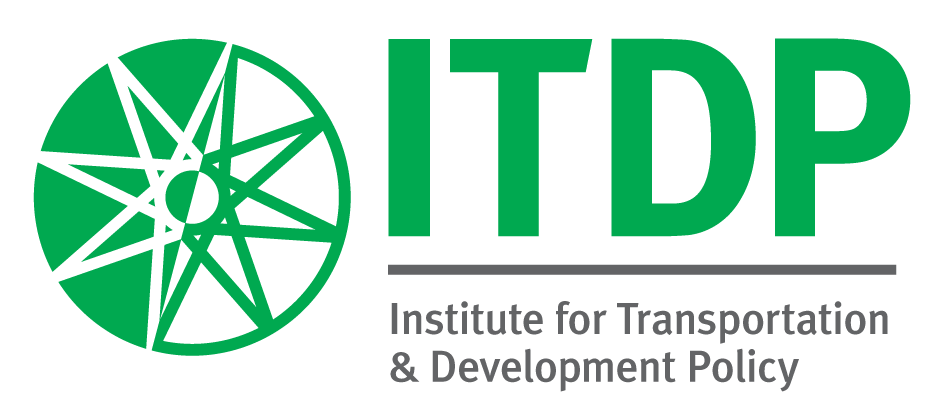 ITDP
Institute for Transportation
& Development Policy